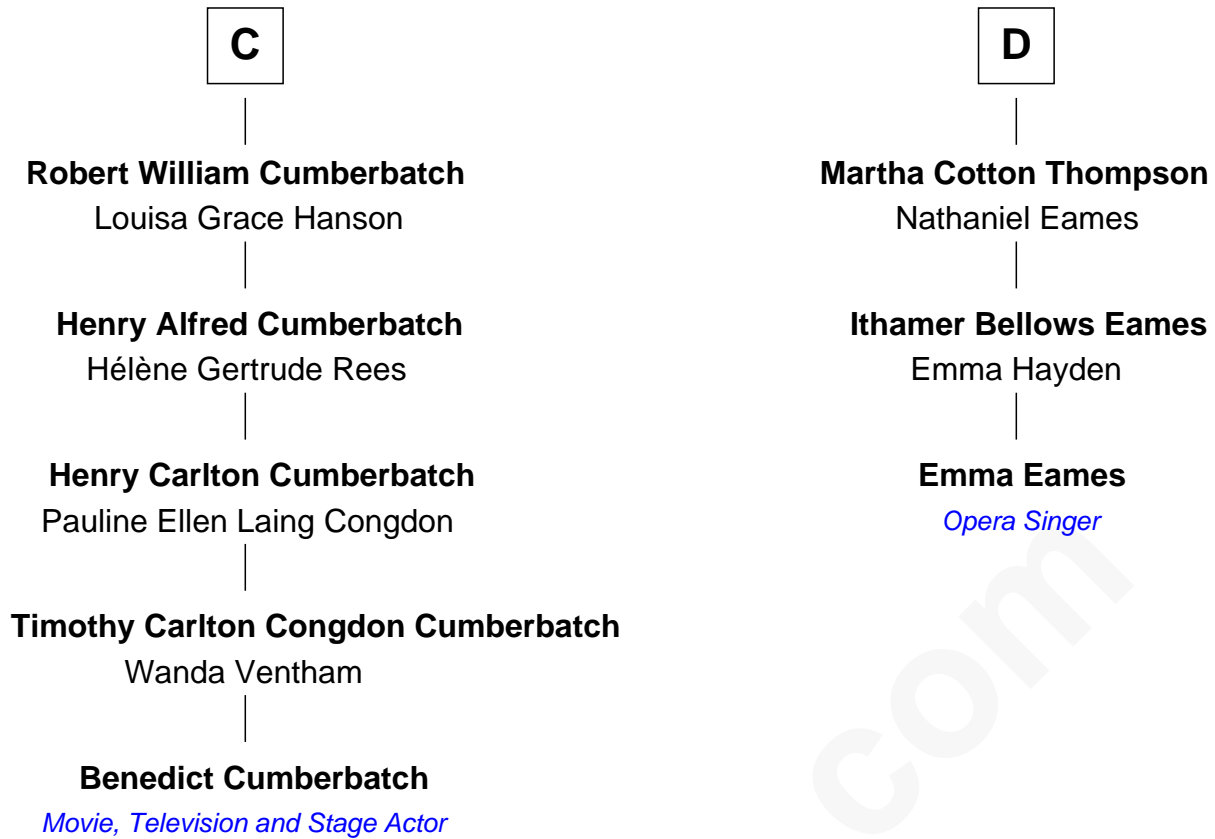 C
Robert William Cumberbatch
Louisa Grace Hanson
Henry Alfred Cumberbatch
Hélène Gertrude Rees
Henry Carlton Cumberbatch
Pauline Ellen Laing Congdon
Timothy Carlton Congdon Cumberbatch
Wanda Ventham
Benedict Cumberbatch
Movie, Television and Stage Actor
D
Martha Cotton Thompson
Nathaniel Eames
Ithamer Bellows Eames
Emma Hayden
Emma Eames
Opera Singer
com